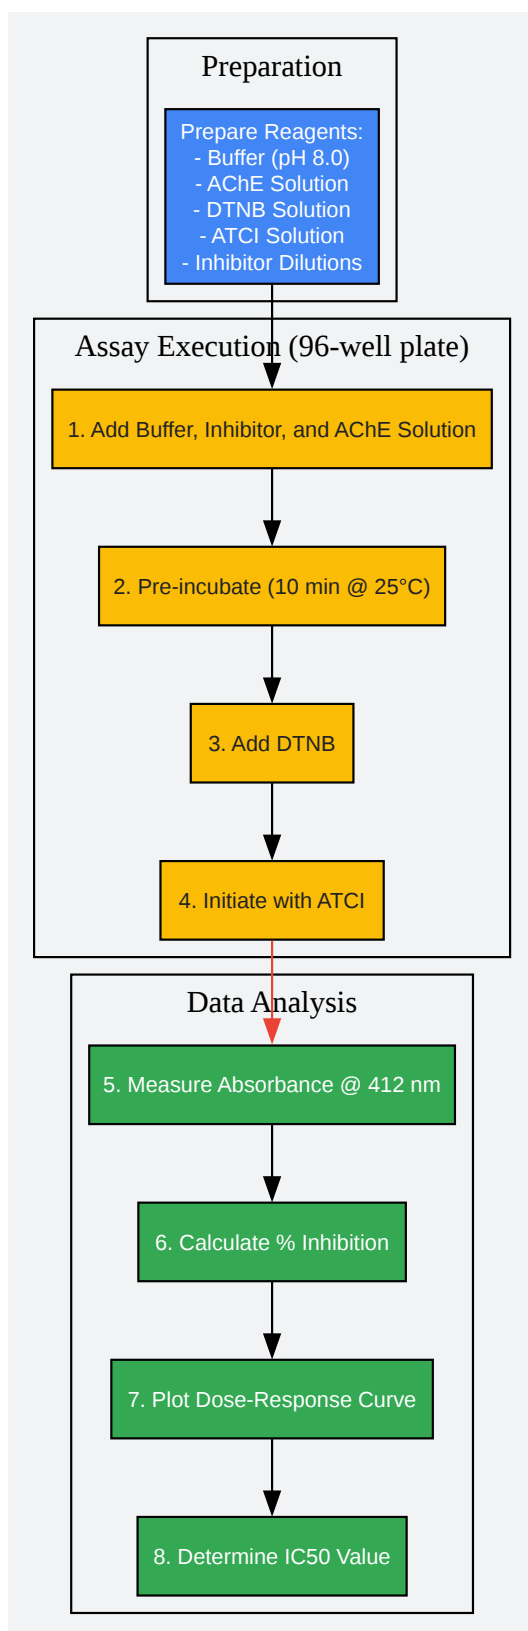 Preparation
Prepare Reagents:
- Buffer (pH 8.0)
- AChE Solution
- DTNB Solution
- ATCI Solution
- Inhibitor Dilutions
Assay Execution (96-well plate)
1. Add Buffer, Inhibitor, and AChE Solution
2. Pre-incubate (10 min @ 25°C)
3. Add DTNB
4. Initiate with ATCI
Data Analysis
5. Measure Absorbance @ 412 nm
6. Calculate % Inhibition
7. Plot Dose-Response Curve
8. Determine IC50 Value